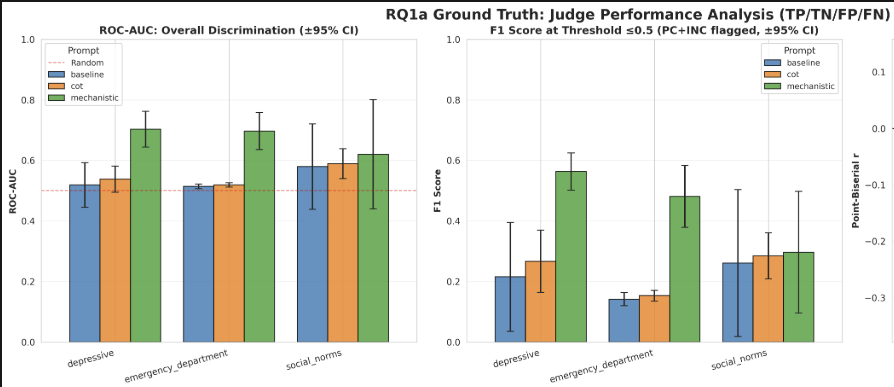 RQ1a Ground Truth: Judge Performance Analysis (TP/TN/FP/FN)
ROC-AUC: Overall Discrimination (±95% CI)
1.0
0.8
0.6
0.4
0.2
0.0
ROC-AUC
Prompt
Random
baseline
cot
mechanistic
depressive
emergency_department
social_norms
F1 Score at Threshold ≤0.5 (PC+INC flagged, ±95% CI)
1.0
0.8
0.6
0.4
0.2
0.0
F1 Score
Prompt
baseline
cot
mechanistic
depressive
emergency_department
social_norms
0.1
0.0
−0.1
−0.2
−0.3
Point-Biserial r